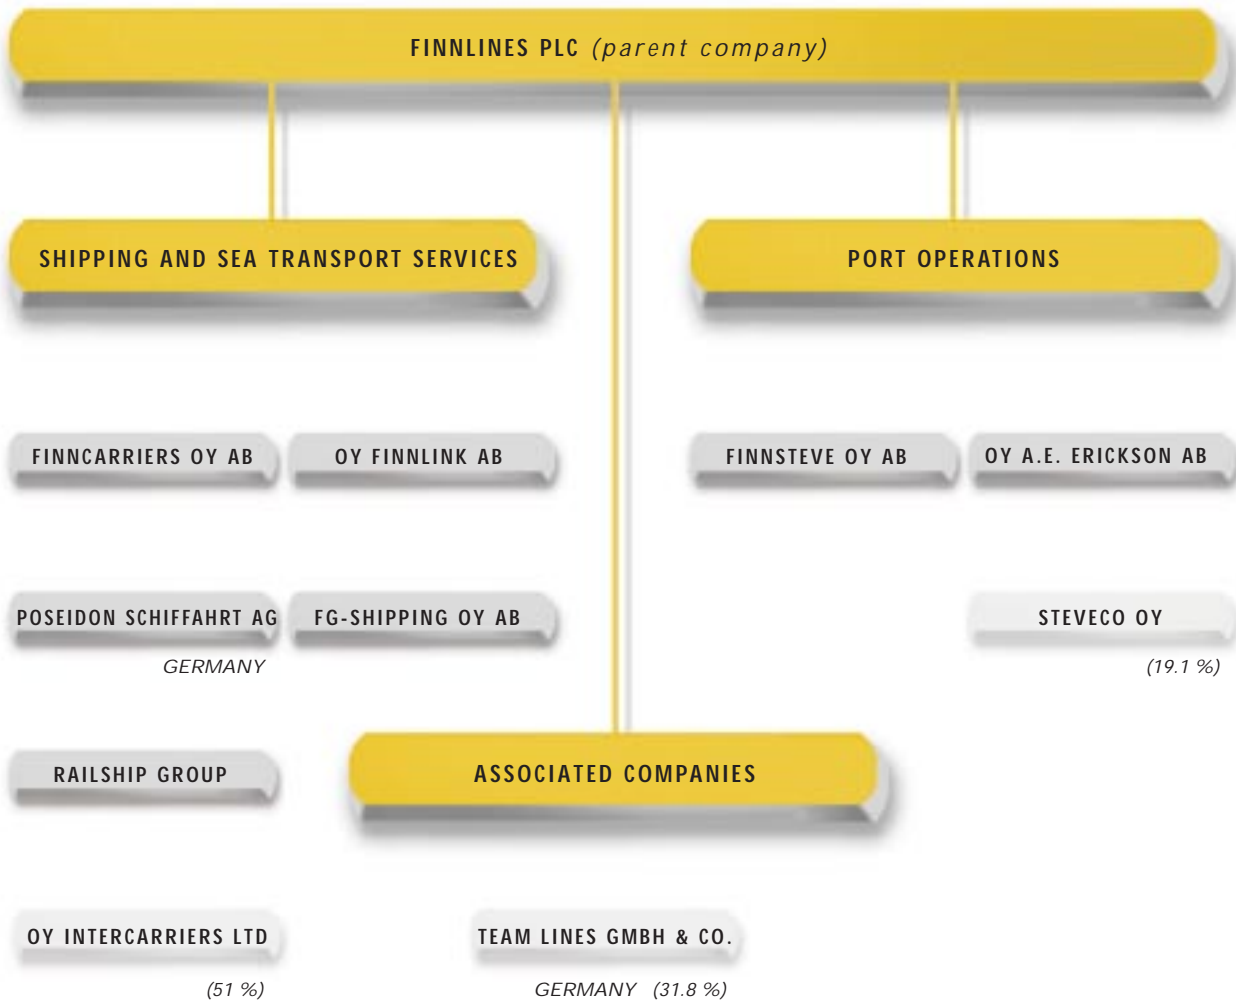 FINNLINES PLC (parent company)
SHIPPING AND SEA TRANSPORT SERVICES
PORT OPERATIONS
FINNCARRIERS OY AB
OY FINNLINK AB
FINNSTEVE OY AB
OY A.E. ERICKSON AB
POSEIDON SCHIFFAHRT AG
GERMANY
FG-SHIPPING OY AB
STEVECO OY
(19.1 %)
RAILSHIP GROUP
ASSOCIATED COMPANIES
OY INTERCARRIERS LTD
(51 %)
TEAM LINES GMBH & CO.
GERMANY (31.8 %)